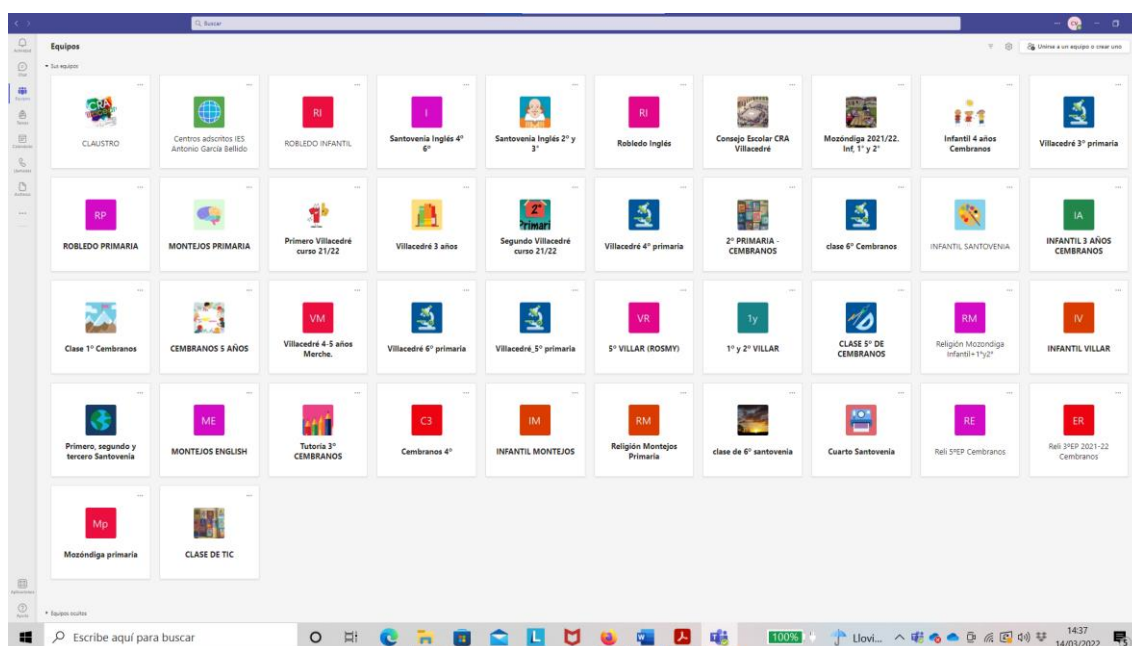 Buscar
CV
Equipos
Unirse a un equipo o crear uno
Sus equipos
CRA
CLAUSTRO
Centros adscritos IES
Antonio García Bellido
RI
ROBLEDO INFANTIL
I
Santovenia Inglés 4º
6º
Santovenia Inglés 2º y
3º
RI
Robledo Inglés
Consejo Escolar CRA
Villacedré
Mozóndiga 2021/22.
Inf, 1º y 2º
Infantil 4 años
Cembranos
Villacedré 3º primaria
RP
ROBLEDO PRIMARIA
MONTEJOS PRIMARIA
Primero Villacedré
curso 21/22
Villacedré 3 años
2º
Primari
Segundo Villacedré
curso 21/22
Villacedré 4º primaria
2º PRIMARIA -
CEMBRANOS
clase 6º Cembranos
INFANTIL SANTOVENIA
IA
INFANTIL 3 AÑOS
CEMBRANOS
Clase 1º Cembranos
CEMBRANOS 5 AÑOS
VM
Villacedré 4-5 años
Merche.
Villacedré 6º primaria
Villacedré_5º primaria
VR
5º VILLAR (ROSMY)
1y
1º y 2º VILLAR
CLASE 5º DE
CEMBRANOS
RM
Religión Mozondiga
Infantil+1ºy2º
IV
INFANTIL VILLAR
Primero, segundo y
tercero Santovenia
ME
MONTEJOS ENGLISH
Tutoría 3º
CEMBRANOS
C3
Cembranos 4º
IM
INFANTIL MONTEJOS
RM
Religión Montejos
Primaria
clase de 6º santovenia
Cuarto Santovenia
RE
Reli 5ºEP Cembranos
ER
Reli 3ºEP 2021-22
Cembranos
Mp
Mozóndiga primaria
CLASE DE TIC
Equipos ocultos
Escribe aquí para buscar
L
100%
Llovi...
14:37
14/03/2022